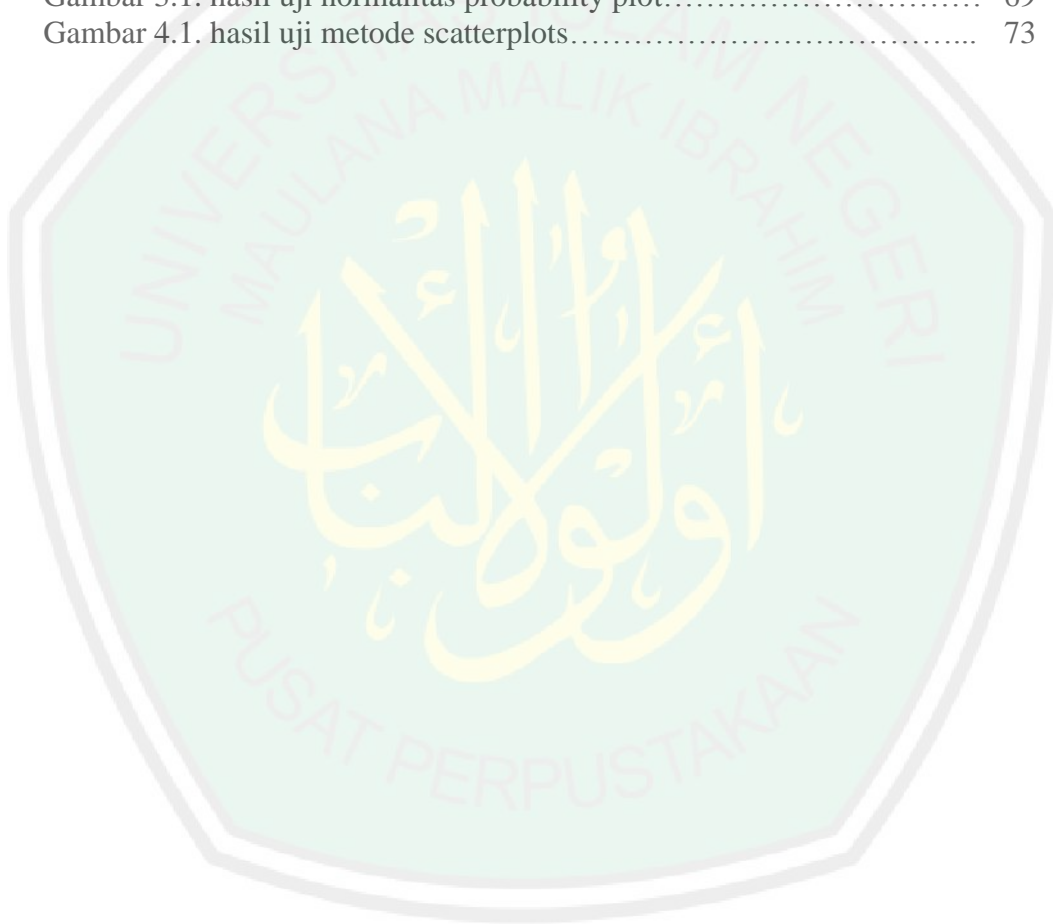 Gambar 3.1. hasil uji normalitas probability plot………………………… 69
Gambar 4.1. hasil uji metode scatterplots……………………………….. 73
UNIVERSITAS ISLAM NEGERI
MAULANA MALIK IBRAHIM
أولوا الألباب
PUSAT PERPUSTAKAAN